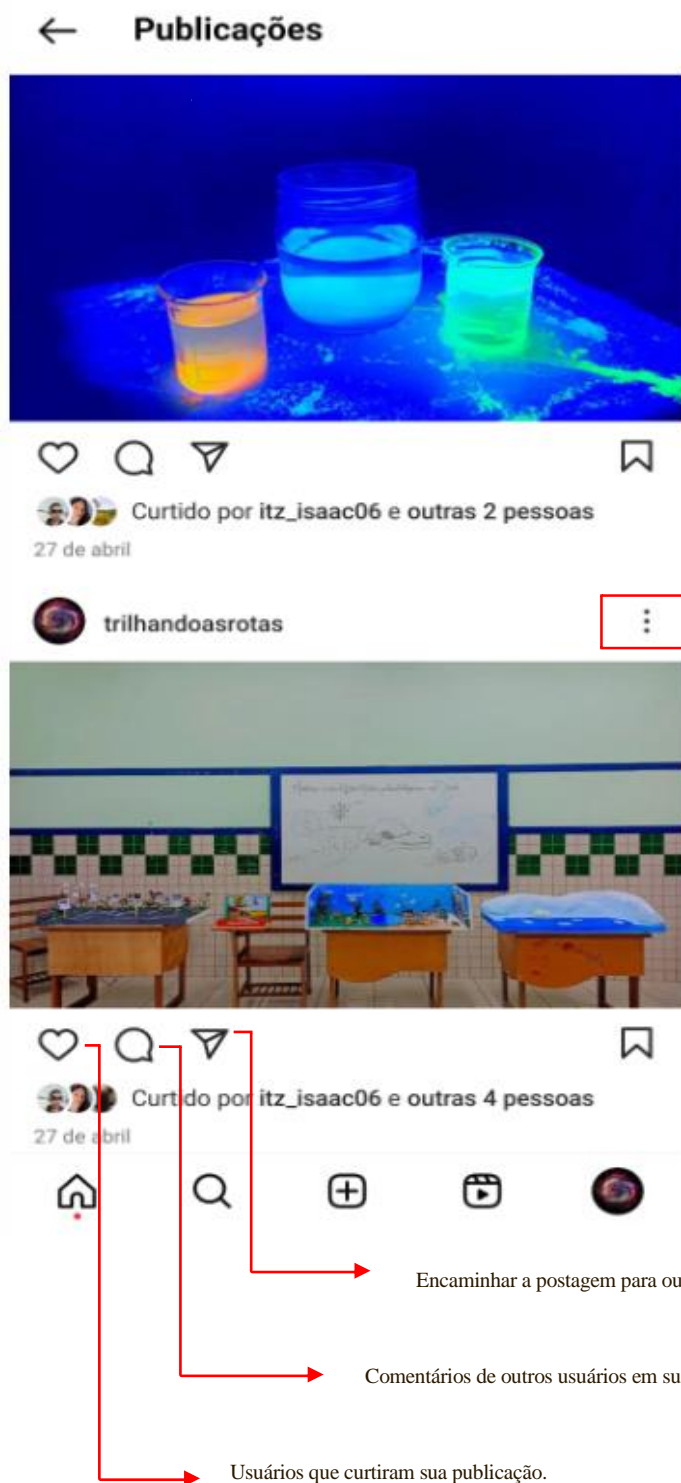 Publicações
Curtido por itz_isaac06 e outras 2 pessoas
27 de abril
trilhandoasrotas
Curtido por itz_isaac06 e outras 4 pessoas
27 de abril
Encaminhar a postagem para ou
Comentários de outros usuários em su
Usuários que curtiram sua publicação.